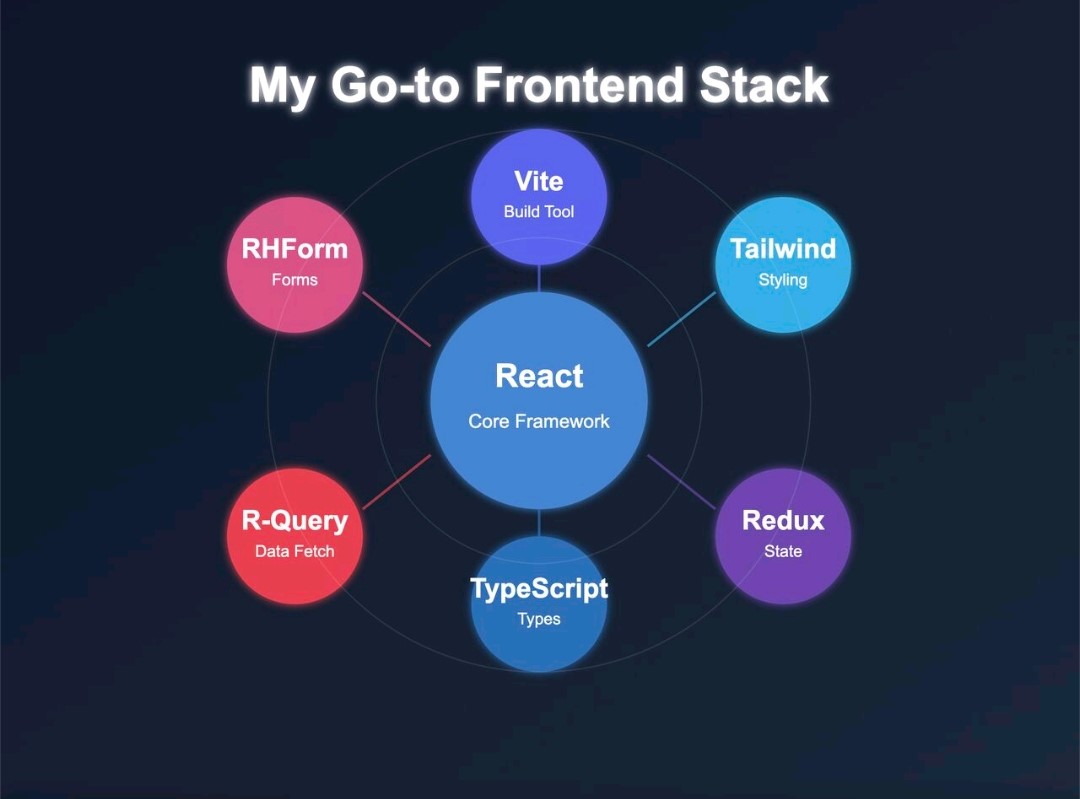 My Go-to Frontend Stack
Vite
Build Tool
RHForm
Forms
Tailwind
Styling
React
Core Framework
R-Query
Data Fetch
Redux
State
TypeScript
Types